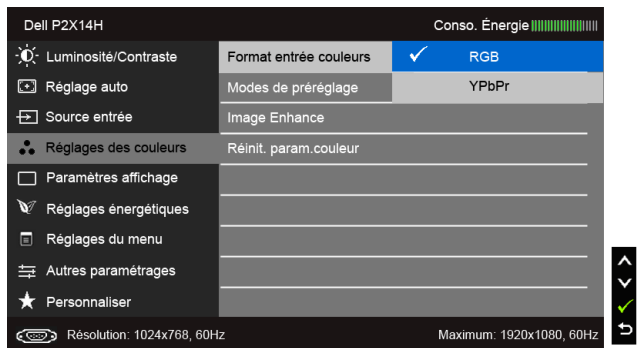 Dell P2X14H Conso. Énergie
Luminosité/Contraste Format entrée couleurs RGB
Réglage auto Modes de préréglage YPbPr
Source entrée Image Enhance
Réglages des couleurs Réinit. param.couleur
Paramètres affichage
Réglages énergétiques
Réglages du menu
Autres paramétrages
Personnaliser
Résolution: 1024x768, 60Hz Maximum: 1920x1080, 60Hz